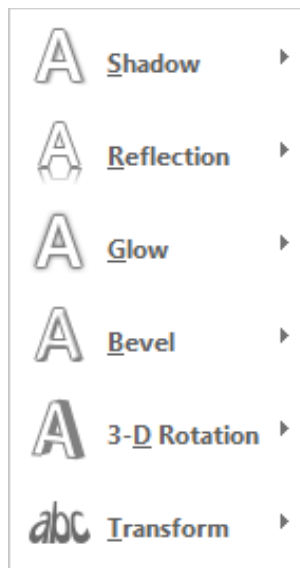 A Shadow
A Reflection
A Glow
A Bevel
A 3-D Rotation
abc Transform